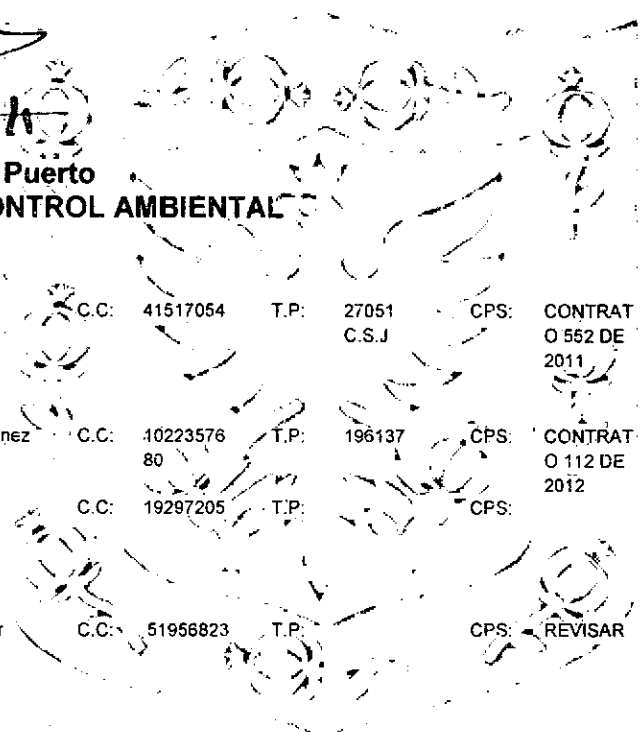 Puerto
ONTROL AMBIENTAL
C.C: 41517054 T.P: 27051 CPS: CONTRAT
C.S.J O 552 DE
2011
nez C.C: 10223576 T.P: 196137 CPS: CONTRAT
80 O 112 DE
2012
C.C: 19297205 T.P: CPS:
r C.C: 51956823 T.P: CPS: REVISAR